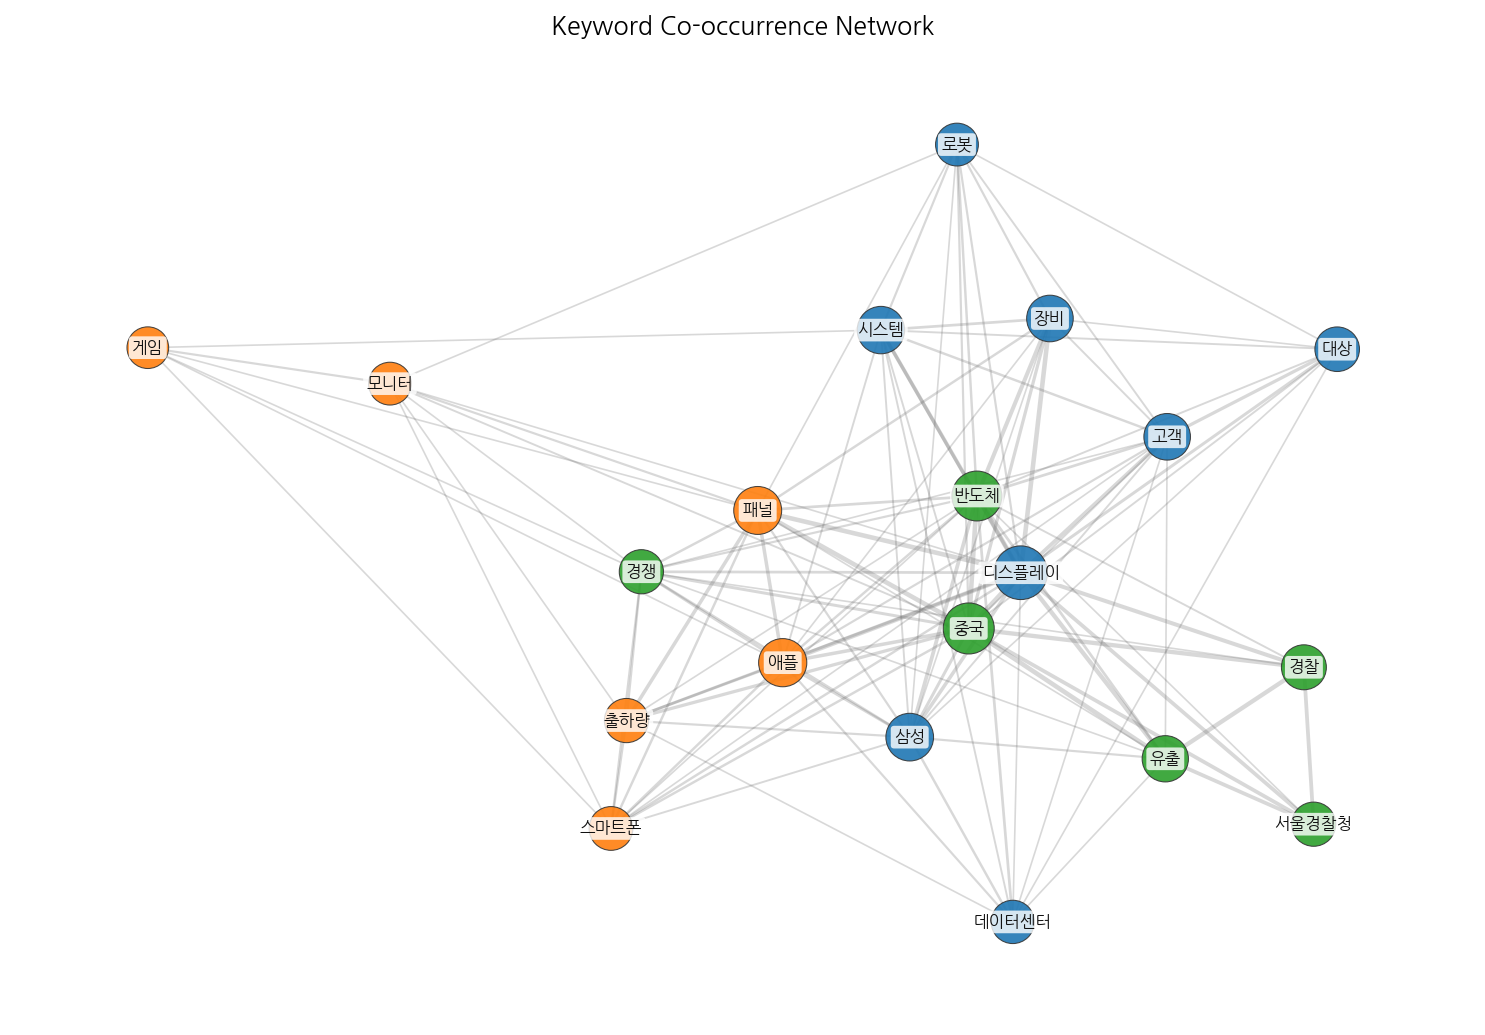 Keyword Co-occurrence Network
로봇
시스템
장비
게임
대상
모니터
고객
반도체
패널
경쟁
디스플레이
중국
애플
경찰
출하량
삼성
유출
스마트폰
서울경찰청
데이터센터